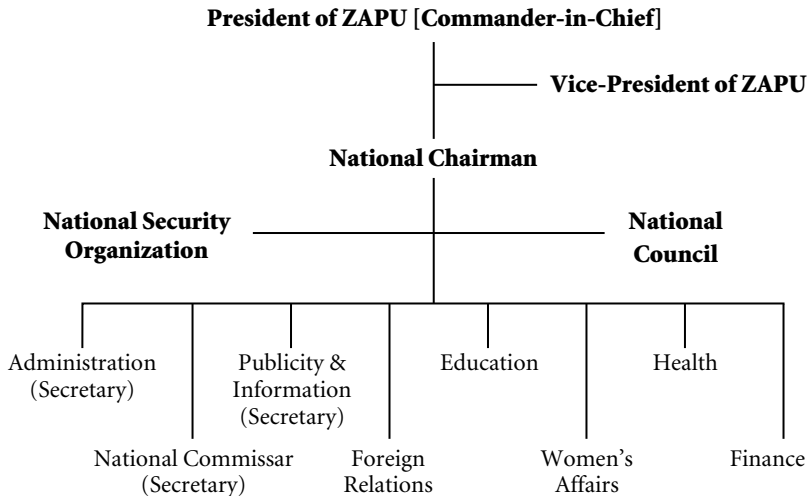 President of ZAPU [Commander-in-Chief]
Vice-President of ZAPU
National Chairman
National Security
Organization
National
Council
Administration
(Secretary)
Publicity &
Information
(Secretary)
Education
Health
National Commissar
(Secretary)
Foreign
Relations
Women's
Affairs
Finance